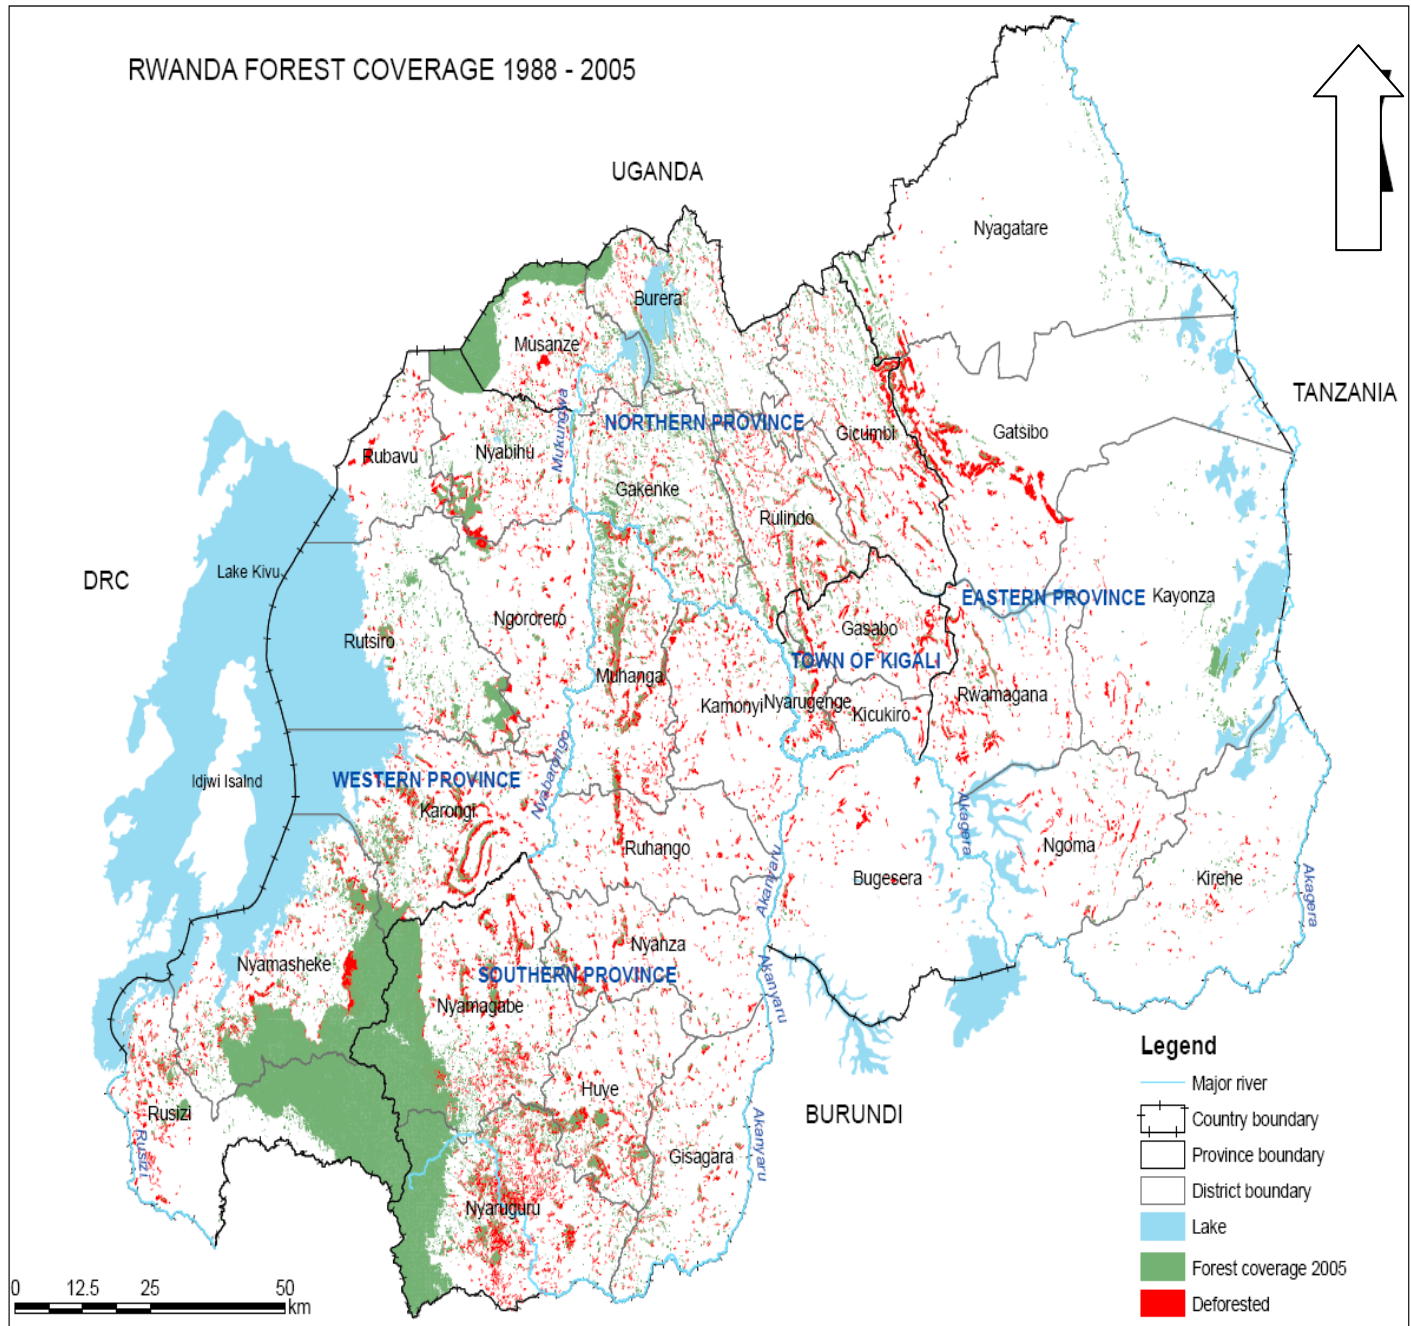 RWANDA FOREST COVERAGE 1988 - 2005
UGANDA
Nyagatare
Burera
Musanze
TANZANIA
Mukungwa
NORTHERN PROVINCE
Gicumbi
Gatsibo
Rubavu
Nyabihu
Gakenke
Rulindo
Lake Kivu
DRC
EASTERN PROVINCE
Kayonza
Ngororero
Gasabo
Rutsiro
TOWN OF KIGALI
Muhanga
Rwamagana
Kamonyi
Nyarugenge
Kicukiro
Idjwi Isalnd
WESTERN PROVINCE
Nyabarongo
Karongi
Akagera
Ruhango
Ngoma
Bugesera
Kirehe
Akanyaru
Akagera
Nyanza
Nyamasheke
SOUTHERN PROVINCE
Akanyaru
Nyamagabe
Huye
Rusizi
BURUNDI
Rusizi
Gisagara
Akanyaru
Nyaruguru
Legend
Major river
Country boundary
Province boundary
District boundary
Lake
Forest coverage 2005
Deforested
0 12.5 25 50
km